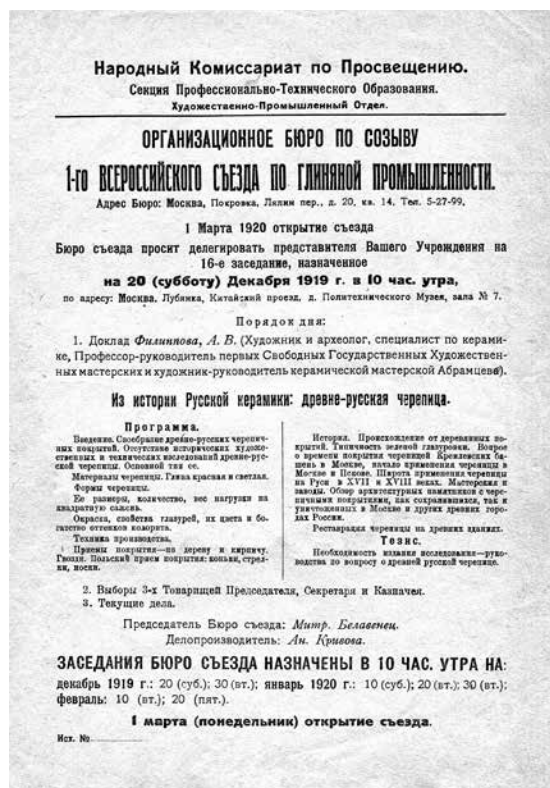 Народный Комиссариат по Просвещению.
Секция Профессионально-Технического Образования.
Художественно-Промышленный Отдел.
ОРГАНИЗАЦИОННОЕ БЮРО ПО СОЗЫВУ
1-го ВСЕРОССИЙСКОГО СЪЕЗДА ПО ГЛИНЯНОЙ ПРОМЫШЛЕННОСТИ.
Адрес Бюро: Москва, Покровка, Лялин пер., д. 20, кв. 14, Тел. 5-27-99.
1 Марта 1920 открытие съезда
Бюро съезда просит делегировать представителя Вашего Учреждения на
16-е заседание, назначенное
на 20 (субботу) Декабря 1919 г. в 10 час. утра,
по адресу: Москва, Лубянка, Китайский проезд, д. Политехнического Музея, зала № 7.
Порядок дня:
1. Доклад Филиппова, А. В. (Художник и археолог, специалист по керами-
ке, Профессор-руководитель первых Свободных Государственных Художествен-
ных мастерских и художник-руководитель керамической мастерской Абрамцево).
Из истории Русской керамики: древне-русская черепица.
Программа.
Введение. Своебразие древне-русских черепич-
ных покрытий. Отсутствие исторических художе-
ственных и технических исследований древне-рус-
ской черепицы. Основной тип ее.
Материалы черепицы. Глина красная и светлая.
Формы черепицы.
Ее размеры, количество, вес нагрузки на
квадратную сажень.
Окраска, свойства глазурей, их цвета и бо-
гатство оттенков колорита.
Техника производства.
Приемы покрытия—по дереву и кирпичу.
Гвозди. Польский прием покрытия: коньки, стрел-
ки, носки.
История. Происхождение от деревянных по-
крытий. Типичность зеленой глазуровки. Вопрос
о времени покрытия черепицей Кремлевских ба-
шень в Москве, начало применения черепицы в
Москве и Пскове. Широта применения черепицы
на Руси в XVII и XVIII веках. Мастерския и
заводы. Обзор архитектурных памятников с чере-
пичными покрытиями, как сохранившихся, так и
уничтоженных в Москве и других древних горо-
дах России.
Реставрация черепицы на древних зданиях.
Тезис.
Необходимость издания исследования—руко-
водства по вопросу о древней русской черепице.
2. Выборы 3-х Товарищей Председателя, Секретаря и Казначея.
3. Текущие дела.
Председатель Бюро съезда: Митр. Белавенец.
Делопроизводитель: Ан. Кривова.
ЗАСЕДАНИЯ БЮРО СЪЕЗДА НАЗНАЧЕНЫ В 10 ЧАС. УТРА НА:
декабрь 1919 г.: 20 (суб.); 30 (вт.); январь 1920 г.: 10 (суб.); 20 (вт.); 30 (вт.);
февраль: 10 (вт.); 20 (пят.).
1 марта (понедельник) открытие съезда.
Исх. №